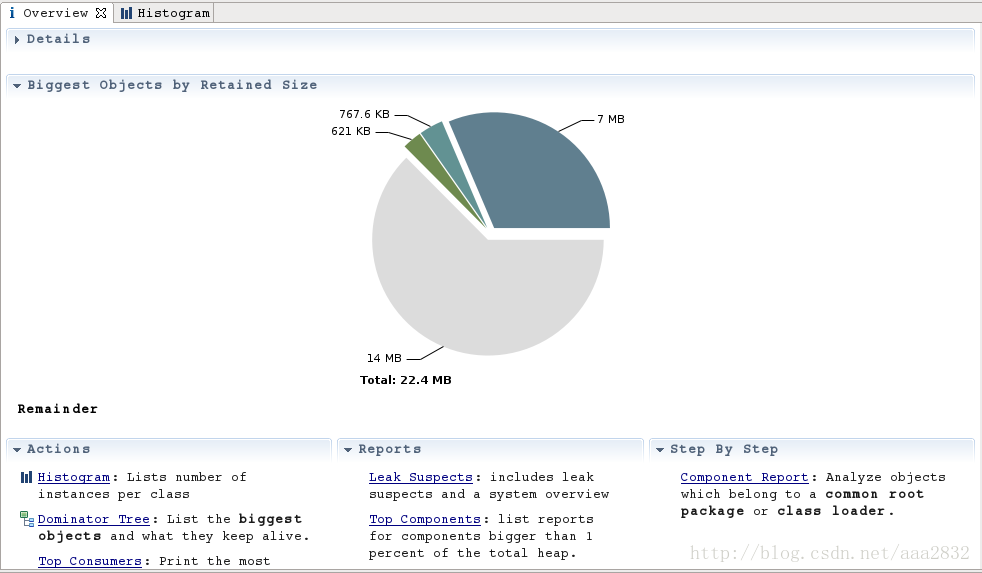 Overview
Histogram
Details
Biggest Objects by Retained Size
767.6 KB
621 KB
7 MB
14 MB
Total: 22.4 MB
Remainder
Actions
Histogram: Lists number of
instances per class
Dominator Tree: List the biggest
objects and what they keep alive.
Top Consumers: Print the most
Reports
Leak Suspects: includes leak
suspects and a system overview
Top Components: list reports
for components bigger than 1
percent of the total heap.
Step By Step
Component Report: Analyze objects
which belong to a common root
package or class loader.
http://blog.csdn.net/aaa2832